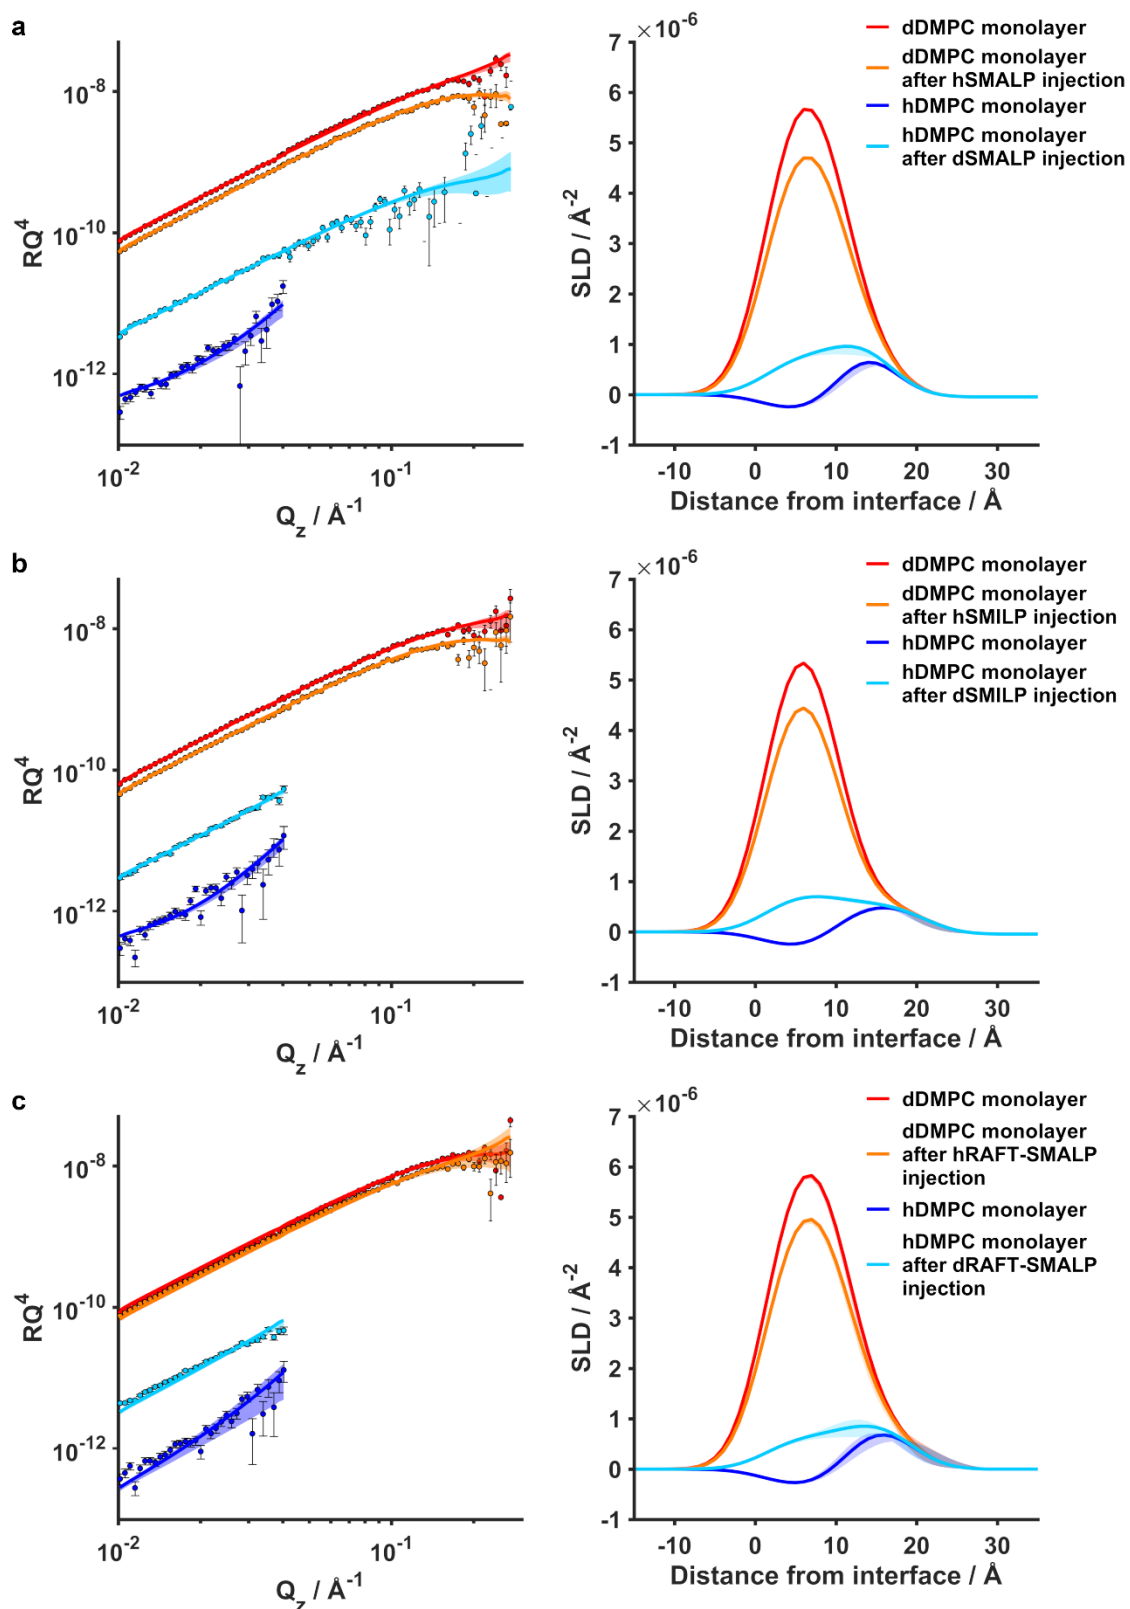 a
10^-8
10^-10
10^-12
RQ^4
10^-2
10^-1
Q_z / Å^-1
×10^-6
7
6
5
4
3
2
1
0
-1
SLD / Å^-2
-10
0
10
20
30
Distance from interface / Å
dDMPC monolayer
dDMPC monolayer
after hSMALP injection
hDMPC monolayer
hDMPC monolayer
after dSMALP injection
b
10^-8
10^-10
10^-12
RQ^4
10^-2
10^-1
Q_z / Å^-1
×10^-6
7
6
5
4
3
2
1
0
-1
SLD / Å^-2
-10
0
10
20
30
Distance from interface / Å
dDMPC monolayer
dDMPC monolayer
after hSMILP injection
hDMPC monolayer
hDMPC monolayer
after dSMILP injection
c
10^-8
10^-10
10^-12
RQ^4
10^-2
10^-1
Q_z / Å^-1
×10^-6
7
6
5
4
3
2
1
0
-1
SLD / Å^-2
-10
0
10
20
30
Distance from interface / Å
dDMPC monolayer
dDMPC monolayer
after hRAFT-SMALP
injection
hDMPC monolayer
hDMPC monolayer
after dRAFT-SMALP
injection